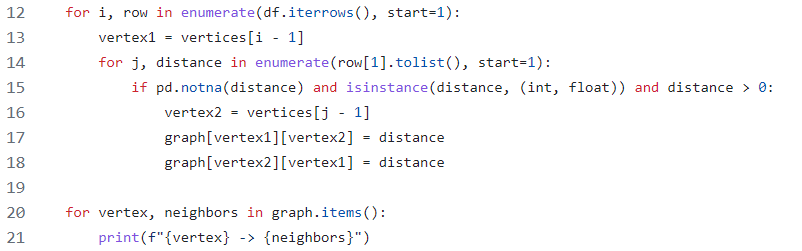 12 for i, row in enumerate(df.iterrows(), start=1):
13 vertex1 = vertices[i - 1]
14 for j, distance in enumerate(row[1].tolist(), start=1):
15 if pd.notna(distance) and isinstance(distance, (int, float)) and distance > 0:
16 vertex2 = vertices[j - 1]
17 graph[vertex1][vertex2] = distance
18 graph[vertex2][vertex1] = distance
19
20 for vertex, neighbors in graph.items():
21 print(f"{vertex} -> {neighbors}")